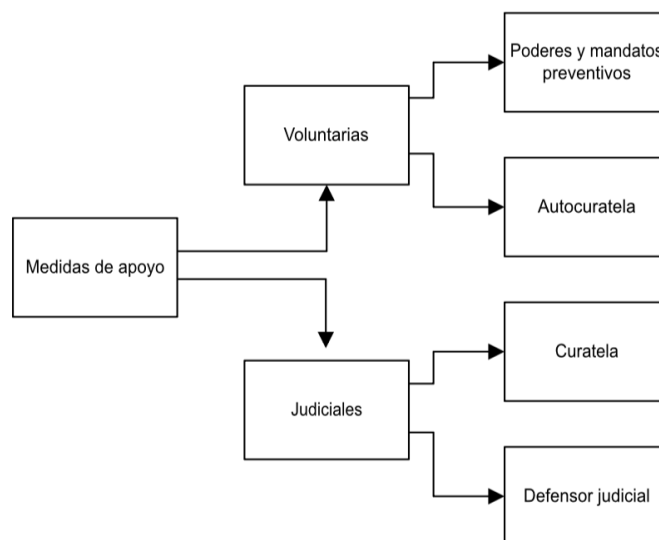 Poderes y mandatos
preventivos
Voluntarias
Autocuratela
Medidas de apoyo
Curatela
Judiciales
Defensor judicial